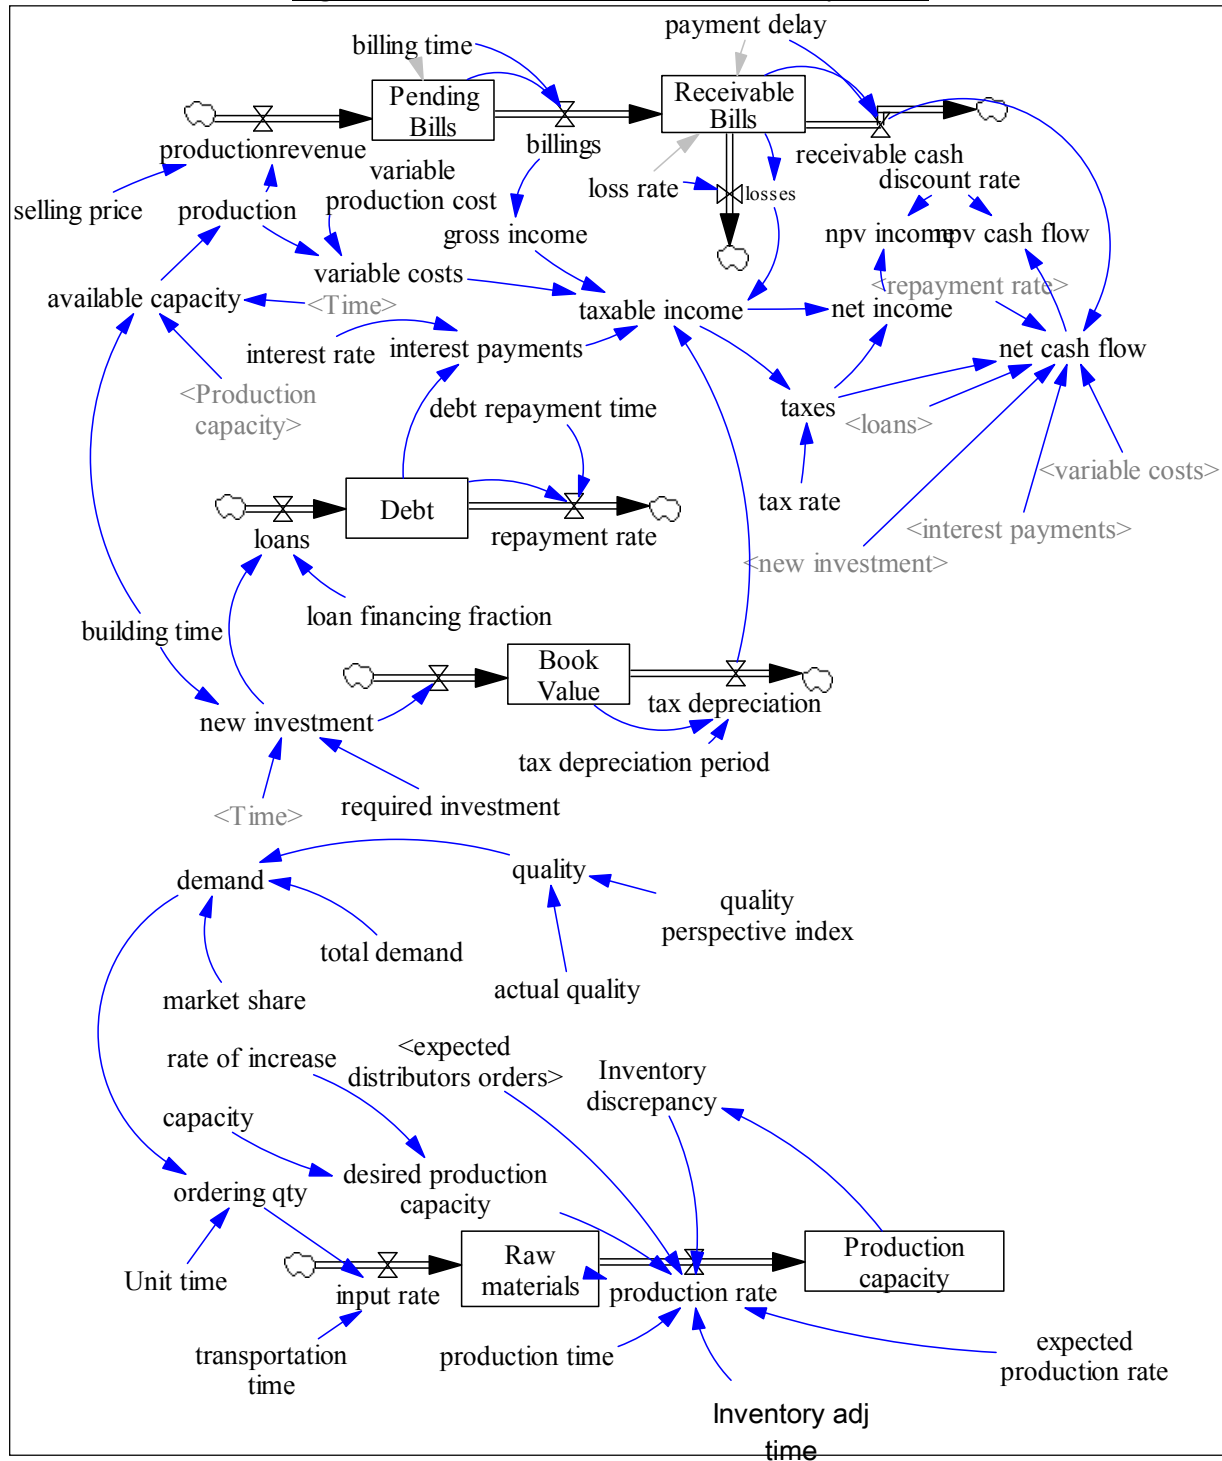 billing time
payment delay
Pending
Bills
Receivable
Bills
productionrevenue
billings
receivable cash
variable
production cost
loss rate
losses
discount rate
selling price
production
gross income
npv income
npv cash flow
variable costs
<repayment rate>
available capacity
<Time>
taxable income
net income
interest rate
interest payments
net cash flow
<Production
capacity>
debt repayment time
taxes
<loans>
<variable costs>
Debt
tax rate
loans
repayment rate
<interest payments>
<new investment>
loan financing fraction
building time
Book
Value
new investment
tax depreciation
tax depreciation period
<Time>
required investment
demand
quality
quality
perspective index
total demand
market share
actual quality
rate of increase
<expected
distributors orders>
Inventory
discrepancy
capacity
ordering qty
desired production
capacity
Unit time
input rate
Raw
materials
production rate
Production
capacity
transportation
time
production time
expected
production rate
Inventory adj
time